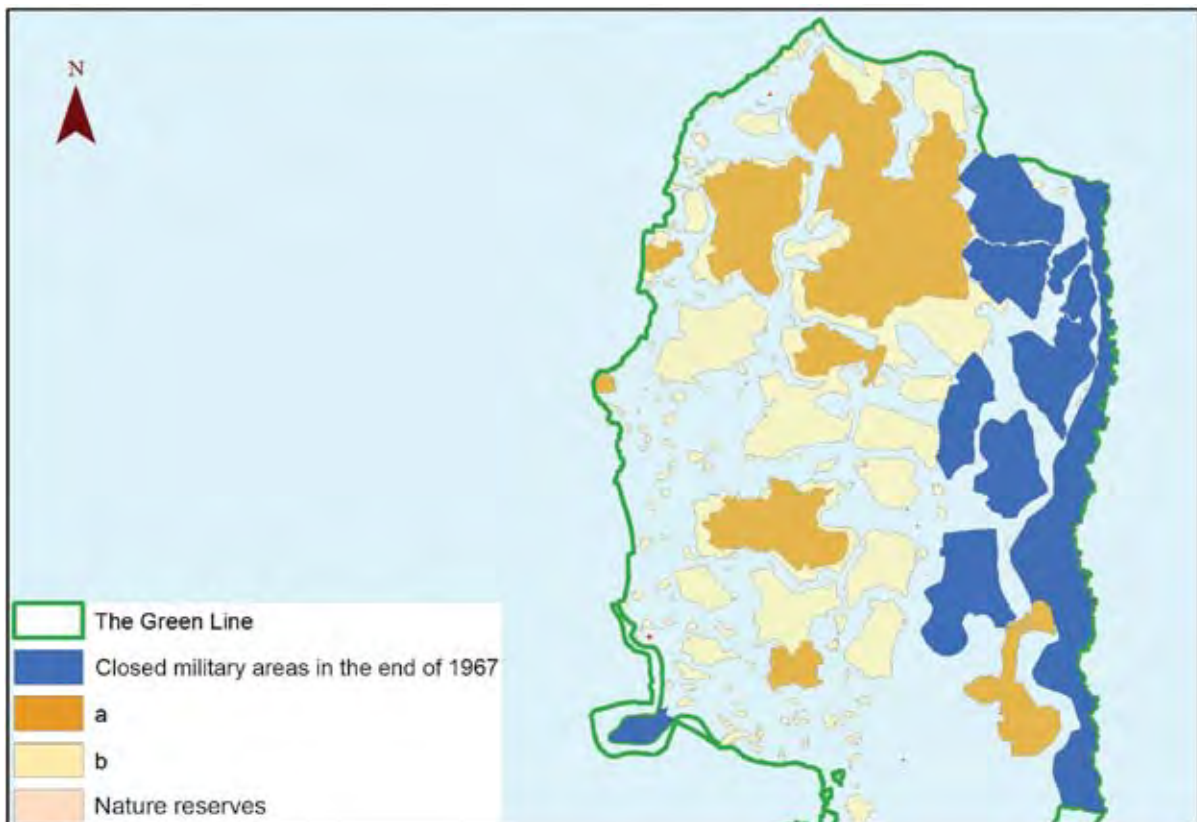 N
The Green Line
Closed military areas in the end of 1967
a
b
Nature reserves